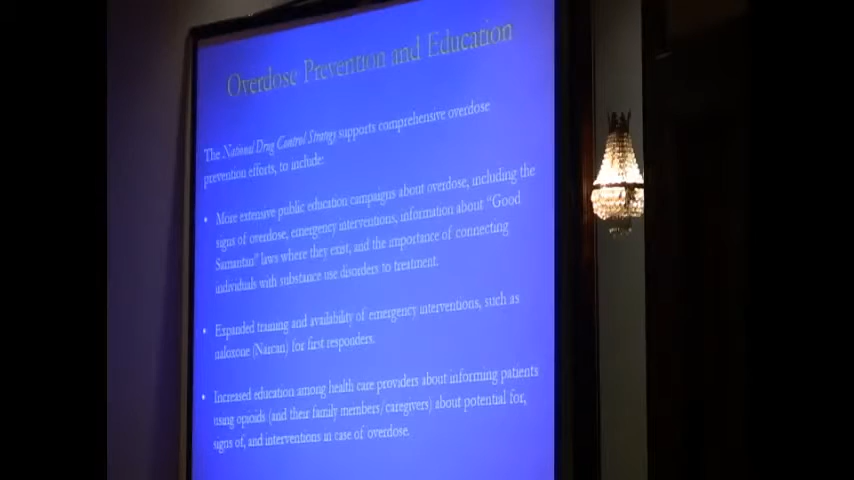 Overdose Prevention and Education
The National Drug Control Strategy supports comprehensive overdose
prevention efforts, to include:
• More extensive public education campaigns about overdose, including the
signs of overdose, emergency interventions, information about "Good
Samaritan" laws where they exist, and the importance of connecting
individuals with substance use disorders to treatment.
• Expanded training and availability of emergency interventions, such as
naloxone (Narcan) for first responders.
• Increased education among health care providers about informing patients
using opioids (and their family members/caregivers) about potential for,
signs of, and interventions in case of overdose.